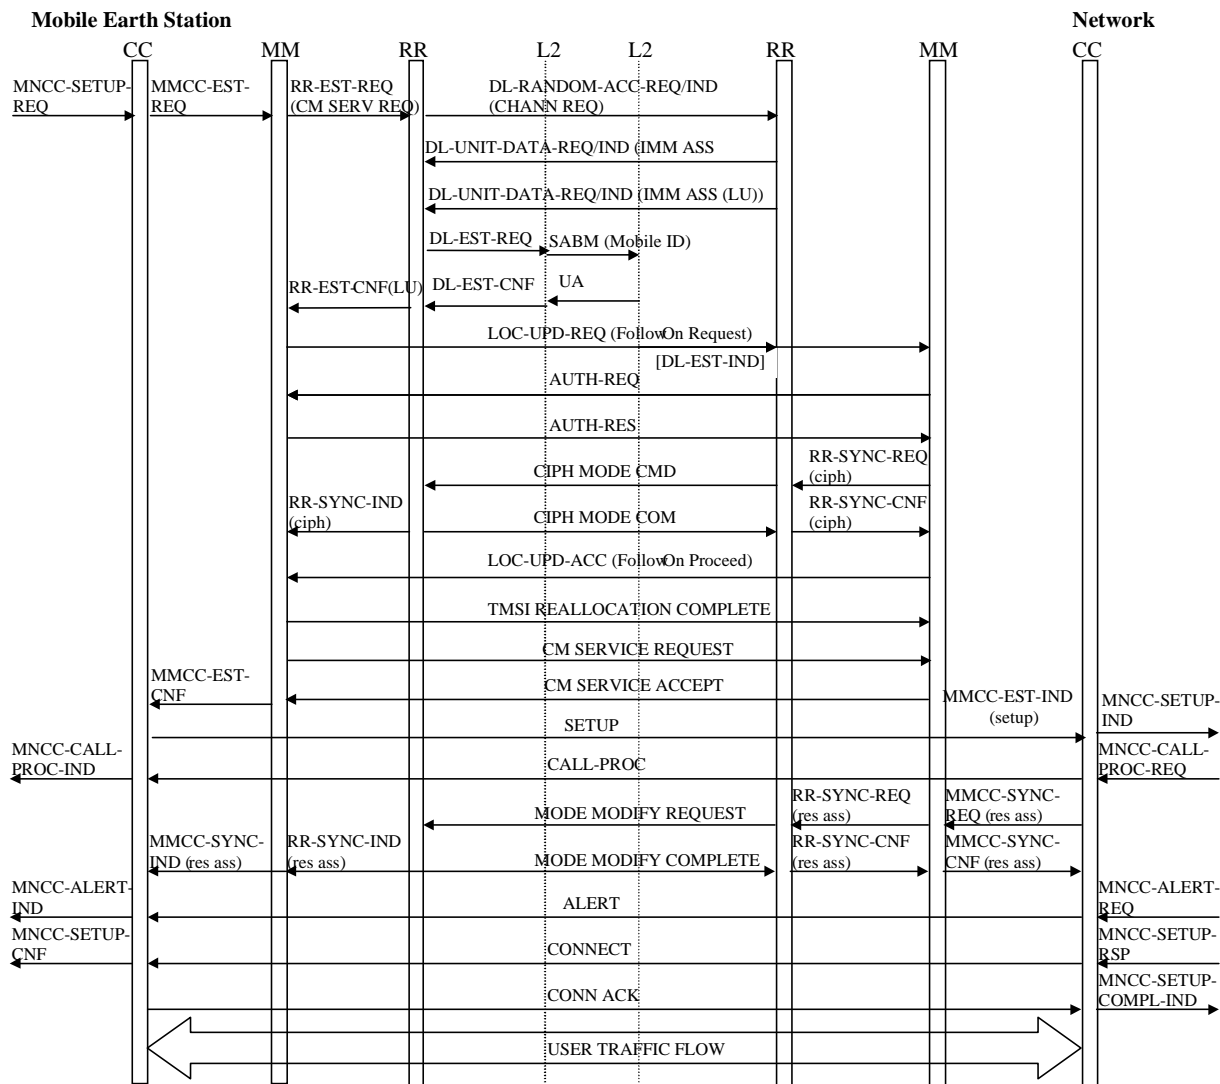 Mobile Earth Station
Network
CC
MM
RR
L2
L2
RR
MM
CC
MNCC-SETUP-
REQ
MMCC-EST-
REQ
RR-EST-REQ
(CM SERV REQ)
DL-RANDOM-ACC-REQ/IND
(CHANN REQ)
DL-UNIT-DATA-REQ/IND (IMM ASS
DL-UNIT-DATA-REQ/IND (IMM ASS (LU))
DL-EST-REQ
SABM (Mobile ID)
RR-EST-CNF(LU)
DL-EST-CNF
UA
LOC-UPD-REQ (Follow On Request)
[DL-EST-IND]
AUTH-REQ
AUTH-RES
CIPH MODE CMD
RR-SYNC-REQ
(ciph)
RR-SYNC-IND
(ciph)
CIPH MODE COM
RR-SYNC-CNF
(ciph)
LOC-UPD-ACC (Follow On Proceed)
TMSI REALLOCATION COMPLETE
CM SERVICE REQUEST
MMCC-EST-
CNF
CM SERVICE ACCEPT
MMCC-EST-IND
(setup)
MNCC-SETUP-
IND
SETUP
MNCC-CALL-
PROC-IND
CALL-PROC
MNCC-CALL-
PROC-REQ
MODE MODIFY REQUEST
RR-SYNC-REQ
(res ass)
MMCC-SYNC-
REQ (res ass)
MMCC-SYNC-
IND (res ass)
RR-SYNC-IND
(res ass)
MODE MODIFY COMPLETE
RR-SYNC-CNF
(res ass)
MMCC-SYNC-
CNF (res ass)
MNCC-ALERT-
IND
ALERT
MNCC-ALERT-
REQ
MNCC-SETUP-
CNF
CONNECT
MNCC-SETUP-
RSP
CONN ACK
MNCC-SETUP-
COMPL-IND
USER TRAFFIC FLOW